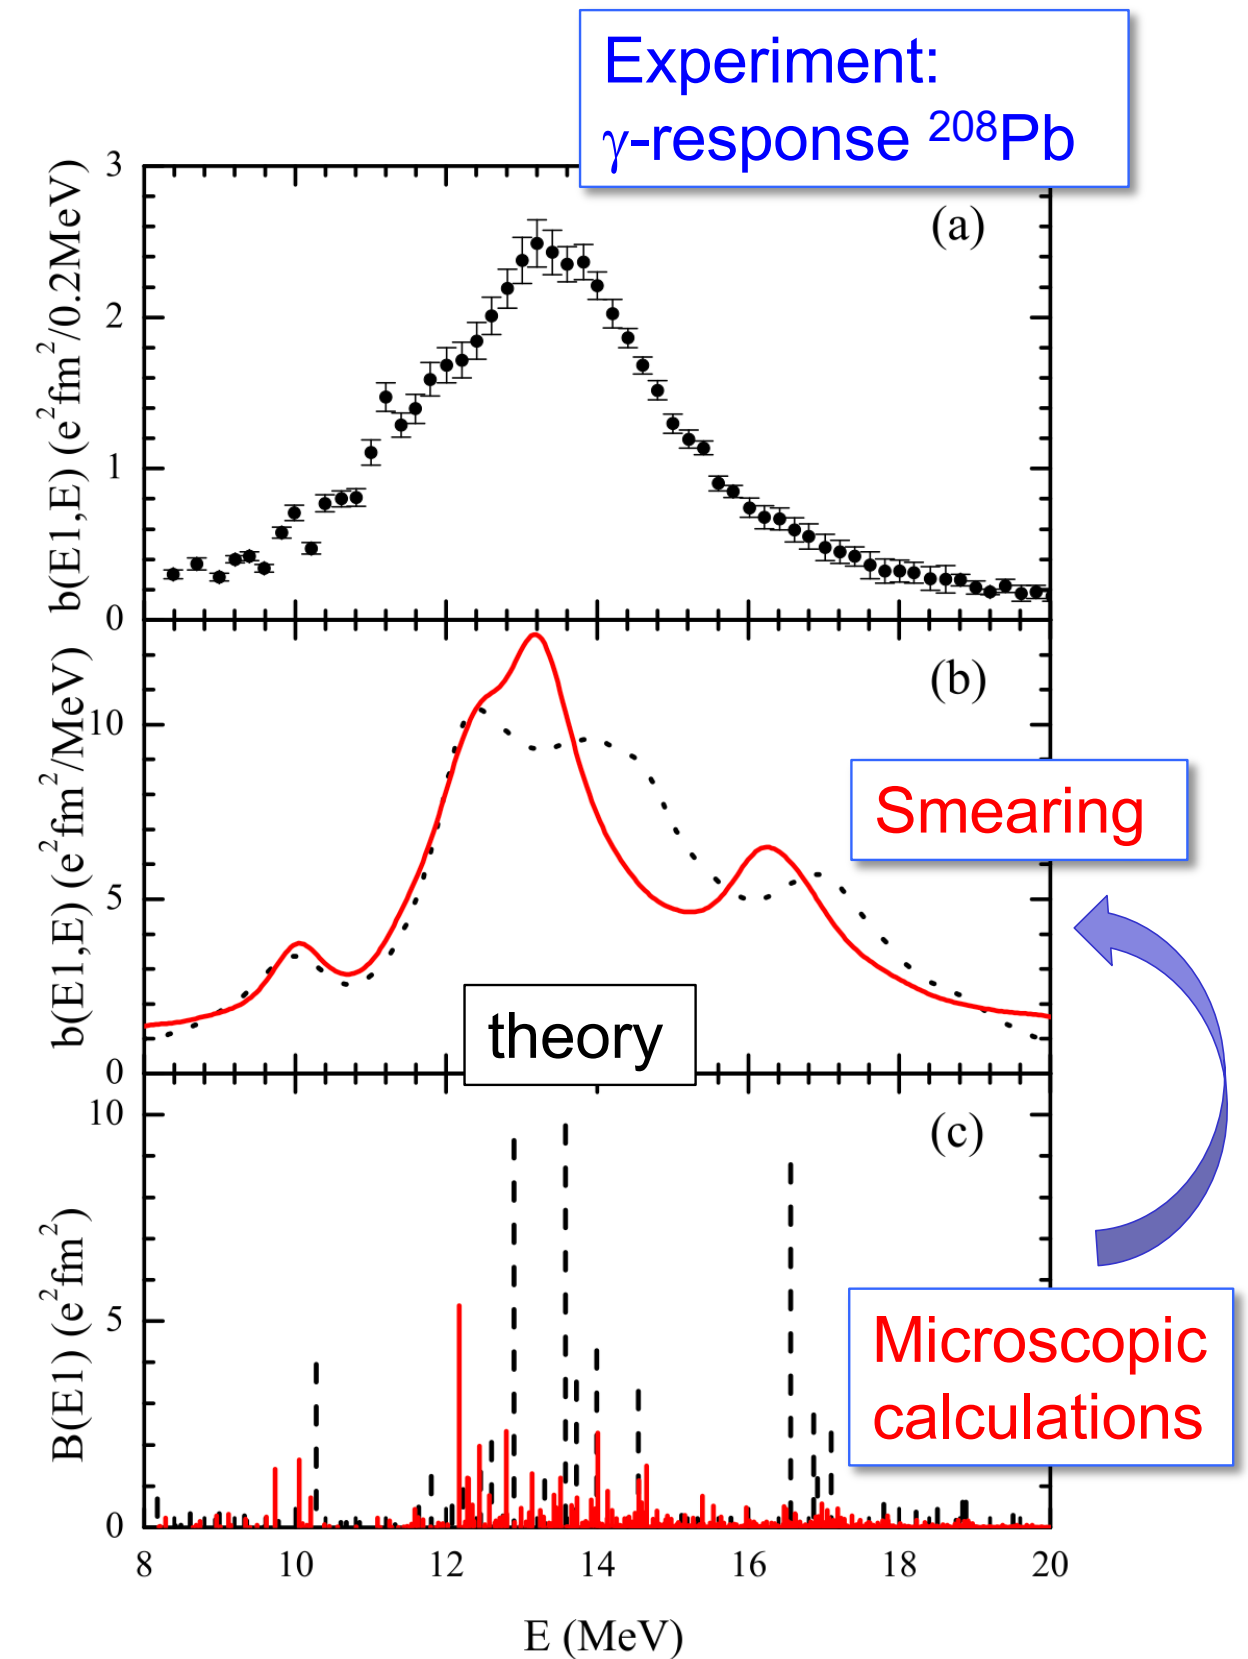 Experiment:
γ-response ²⁰⁸Pb
(a)
b(E1,E) (e²fm²/0.2MeV)
3
2
1
0
(b)
b(E1,E) (e²fm²/MeV)
10
5
0
Smearing
theory
(c)
B(E1) (e²fm²)
10
5
0
Microscopic
calculations
8 10 12 14 16 18 20
E (MeV)